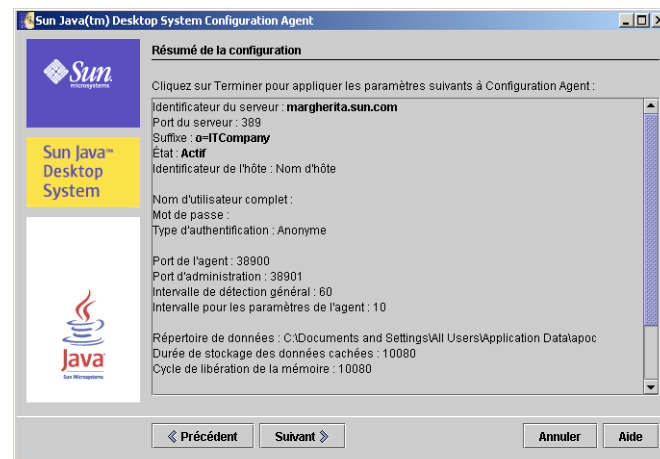 Sun Java(tm) Desktop System Configuration Agent
Sun
microsystems
Sun Java™
Desktop
System
Java
Sun Microsystems
Résumé de la configuration
Cliquez sur Terminer pour appliquer les paramètres suivants à Configuration Agent :
Identificateur du serveur : margherita.sun.com
Port du serveur : 389
Suffixe : o=ITCompany
État : Actif
Identificateur de l'hôte : Nom d'hôte
Nom d'utilisateur complet :
Mot de passe :
Type d'authentification : Anonyme
Port de l'agent : 38900
Port d'administration : 38901
Intervalle de détection général : 60
Intervalle pour les paramètres de l'agent : 10
Répertoire de données : C:\Documents and Settings\All Users\Application Data\apoc
Durée de stockage des données cachées : 10080
Cycle de libération de la mémoire : 10080
Précédent
Suivant
Annuler
Aide